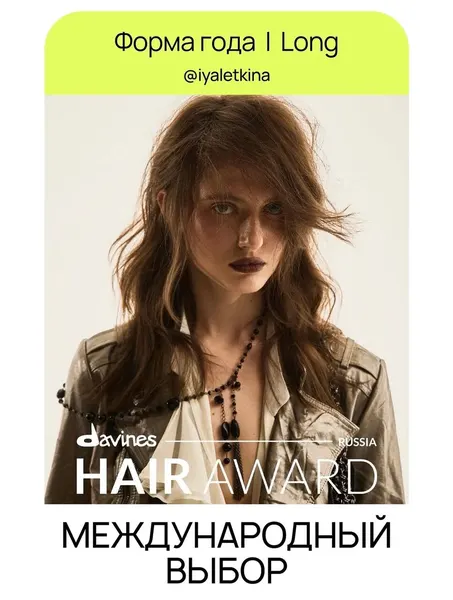 Форма года | Long
@iyaletkina
davines
RUSSIA
HAIR AWARD
МЕЖДУНАРОДНЫЙ
ВЫБОР